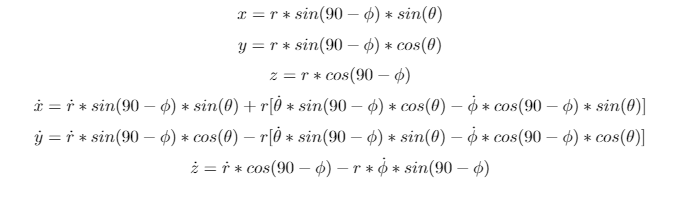 x = r ∗ sin(90 − ϕ) ∗ sin(θ)
y = r ∗ sin(90 − ϕ) ∗ cos(θ)
z = r ∗ cos(90 − ϕ)
ẋ = ṙ ∗ sin(90 − ϕ) ∗ sin(θ) + r[θ̇ ∗ sin(90 − ϕ) ∗ cos(θ) − ϕ̇ ∗ cos(90 − ϕ) ∗ sin(θ)]
ẏ = ṙ ∗ sin(90 − ϕ) ∗ cos(θ) − r[θ̇ ∗ sin(90 − ϕ) ∗ sin(θ) − ϕ̇ ∗ cos(90 − ϕ) ∗ cos(θ)]
ż = ṙ ∗ cos(90 − ϕ) − r ∗ ϕ̇ ∗ sin(90 − ϕ)